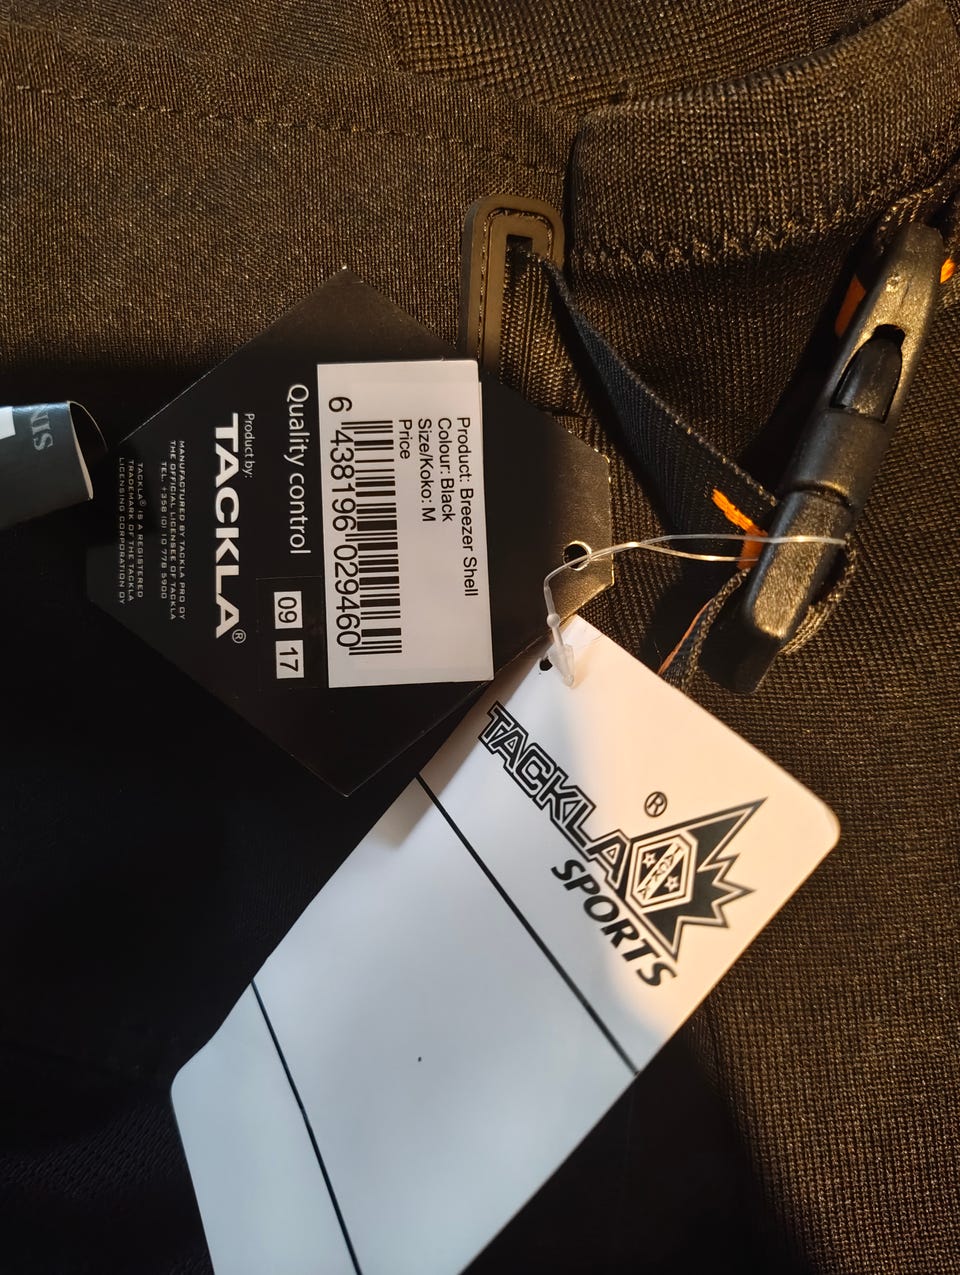 Product: Breezer Shell
Colour: Black
Size/Koko: M
Price
6 438196 029460
Quality control
09 17
Product by:
TACKLA®
MANUFACTURED BY TACKLA PRO OY
THE OFFICIAL LICENSEE OF TACKLA
TEL. +358 (0) 10 778 5900
TACKLA® IS A REGISTERED
TRADEMARK OF THE TACKLA
LICENSING CORPORATION OY
NIS
TACKLA®
SPORTS